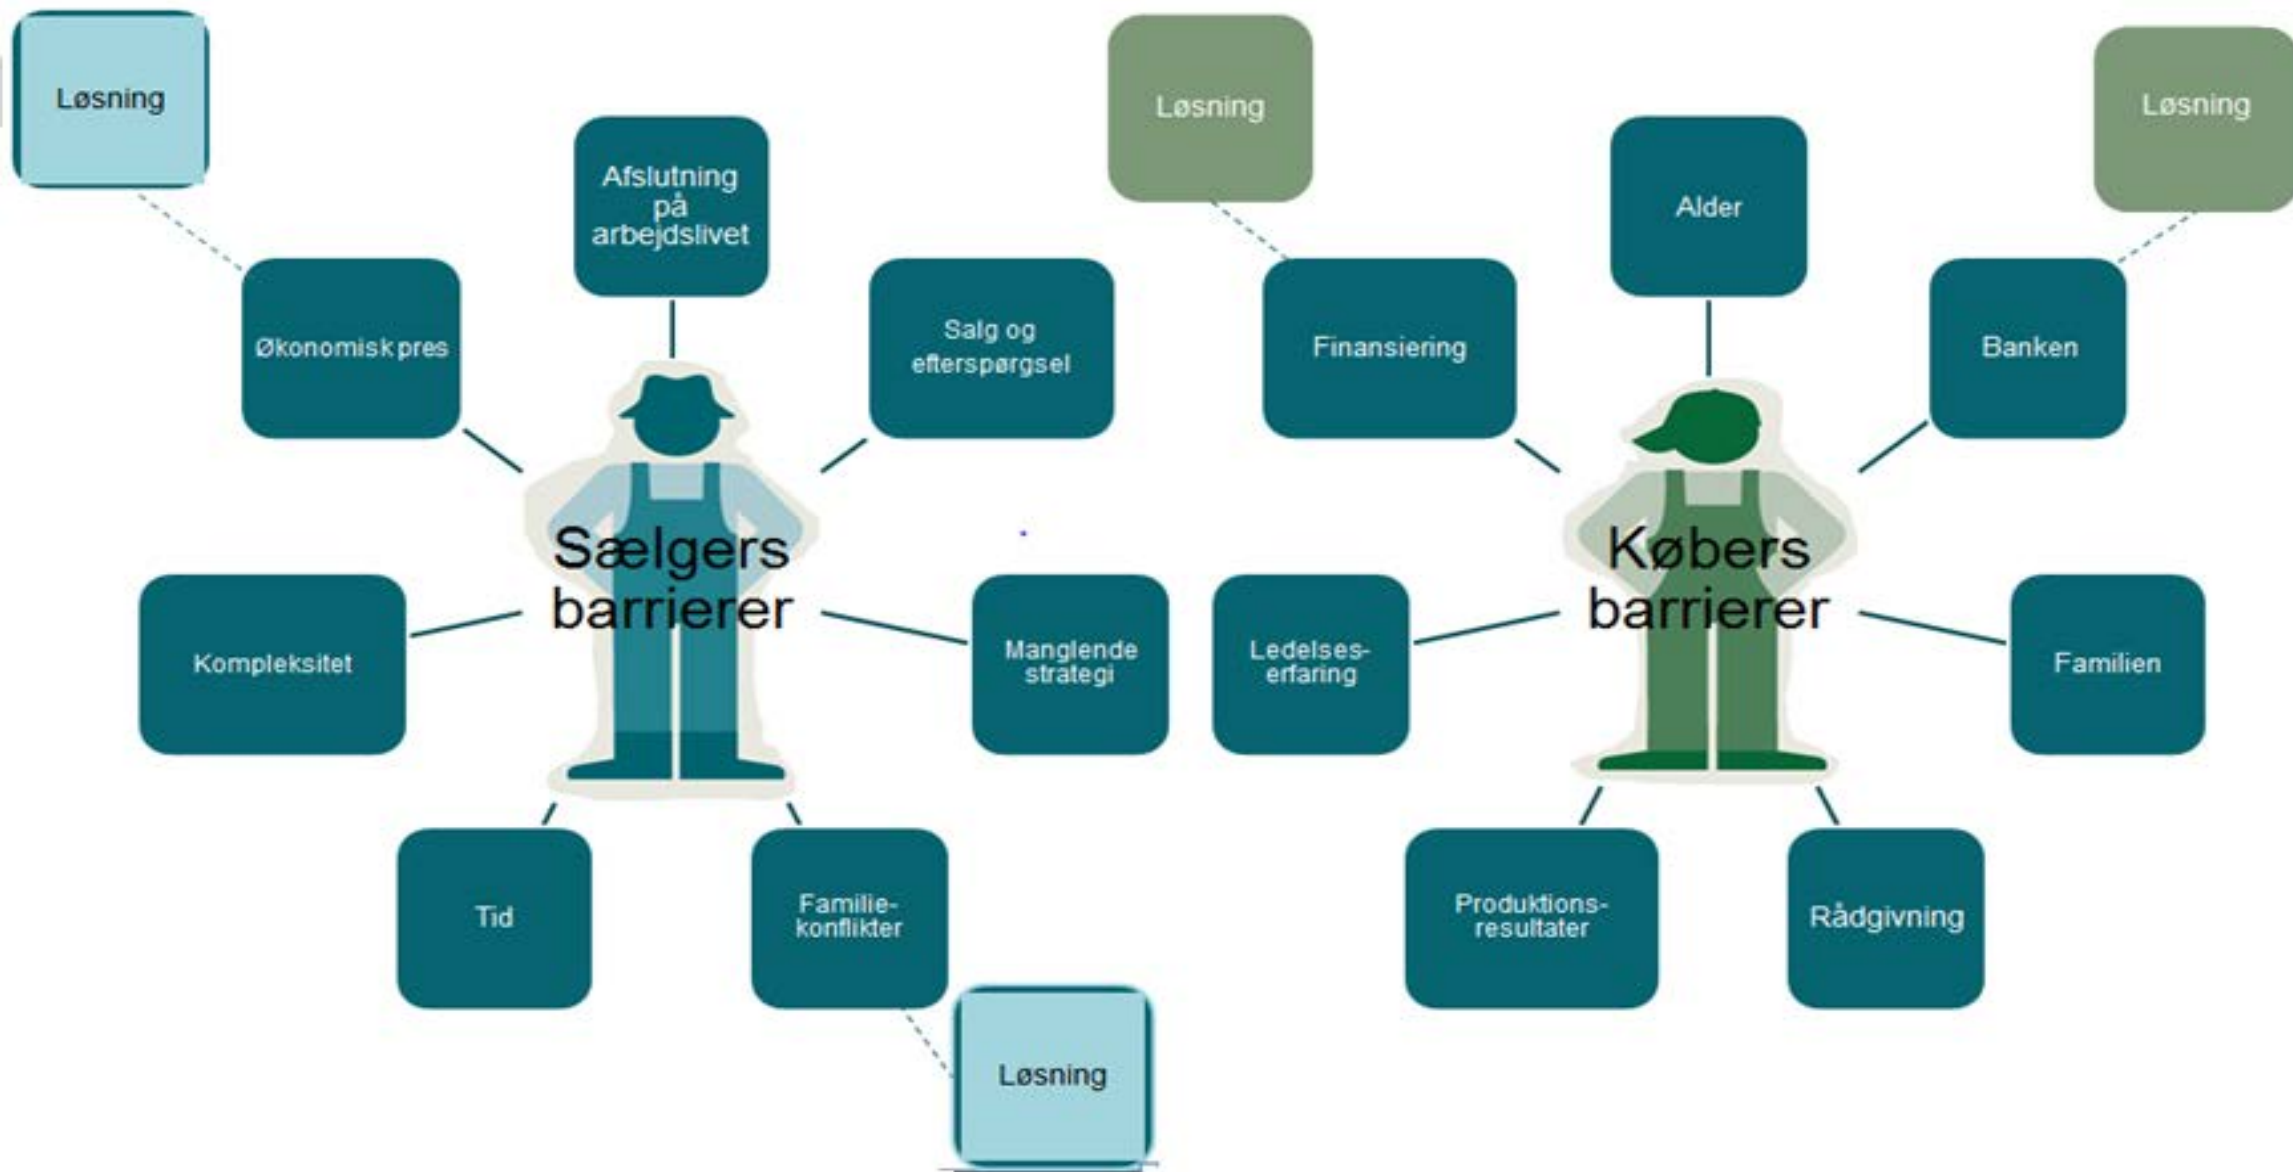 Løsning
Afslutning
på
arbejdslivet
Økonomisk pres
Salg og
efterspørgsel
Sælgers
barrierer
Kompleksitet
Manglende
strategi
Tid
Familie-
konflikter
Løsning
Løsning
Alder
Løsning
Finansiering
Banken
Købers
barrierer
Ledelses-
erfaring
Familien
Produktions-
resultater
Rådgivning